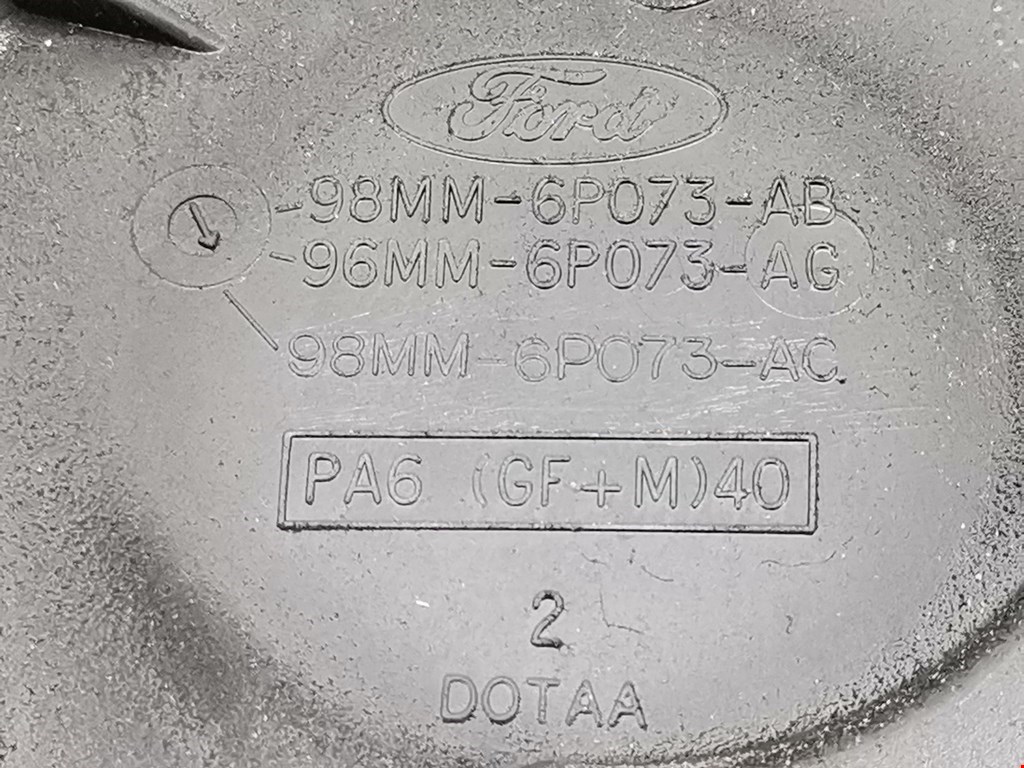 Ford
98MM-6P073-AB
96MM-6P073-AG
98MM-6P073-AC
PA6 (GF+M)40
2
DOTAA